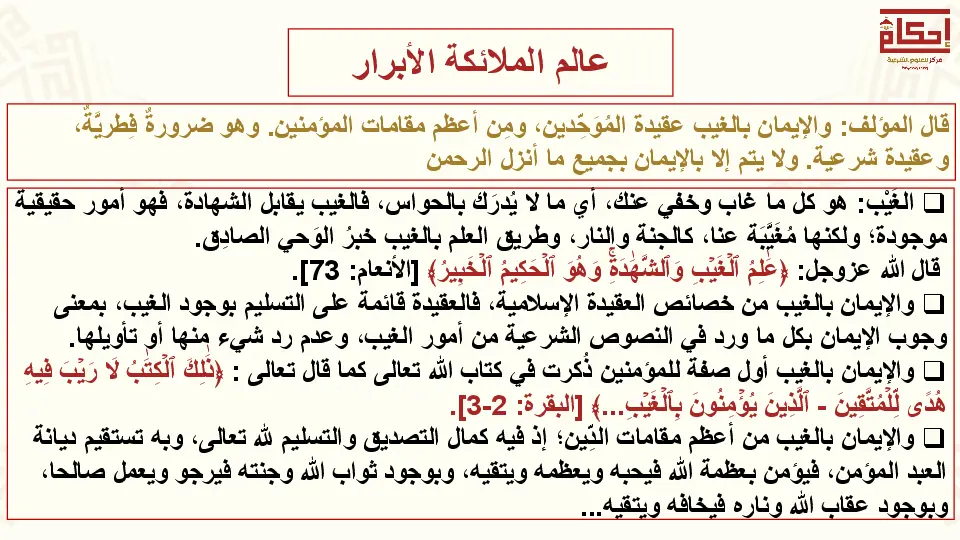 إحكام
مركز للعلوم الشرعية
عالم الملائكة الأبرار
قال المؤلف: والإيمان بالغيب عقيدة المُوَحِّدين، ومِن أعظم مقامات المؤمنين. وهو ضرورةٌ فِطريَّةٌ،
وعقيدة شرعية. ولا يتم إلا بالإيمان بجميع ما أنزل الرحمن
❑ الغَيْب: هو كل ما غاب وخفي عنك، أي ما لا يُدرَك بالحواس، فالغيب يقابل الشهادة، فهو أمور حقيقية
موجودة؛ ولكنها مُغَيَّبَة عنا، كالجنة والنار، وطريق العلم بالغيب خبرُ الوَحي الصادِق.
قال الله عزوجل: ﴿عَٰلِمُ ٱلۡغَيۡبِ وَٱلشَّهَٰدَةِۚ وَهُوَ ٱلۡحَكِيمُ ٱلۡخَبِيرُ﴾ [الأنعام: 73].
❑ والإيمان بالغيب من خصائص العقيدة الإسلامية، فالعقيدة قائمة على التسليم بوجود الغيب، بمعنى
وجوب الإيمان بكل ما ورد في النصوص الشرعية من أمور الغيب، وعدم رد شيء منها أو تأويلها.
❑ والإيمان بالغيب أول صفة للمؤمنين ذُكرت في كتاب الله تعالى كما قال تعالى : ﴿ذَٰلِكَ ٱلۡكِتَٰبُ لَا رَيۡبَ فِيهِ
هُدٗى لِّلۡمُتَّقِينَ - ٱلَّذِينَ يُؤۡمِنُونَ بِٱلۡغَيۡبِ...﴾ [البقرة: 2-3].
❑ والإيمان بالغيب من أعظم مقامات الدِّين؛ إذ فيه كمال التصديق والتسليم لله تعالى، وبه تستقيم ديانة
العبد المؤمن، فيؤمن بعظمة الله فيحبه ويعظمه ويتقيه، وبوجود ثواب الله وجنته فيرجو ويعمل صالحا،
وبوجود عقاب الله وناره فيخافه ويتقيه...